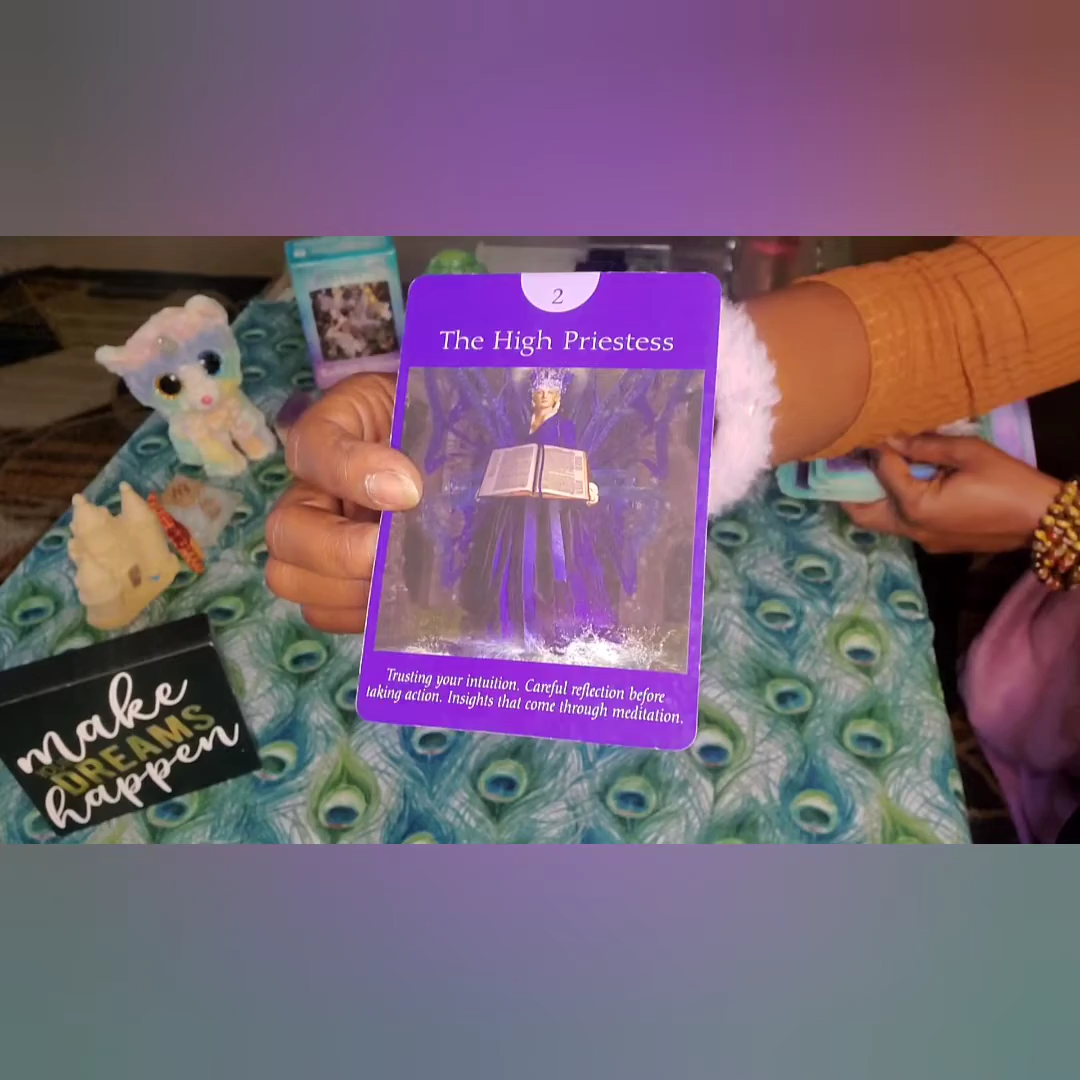 2
The High Priestess
Trusting your intuition. Careful reflection before
taking action. Insights that come through meditation.
make
DREAMS
happen